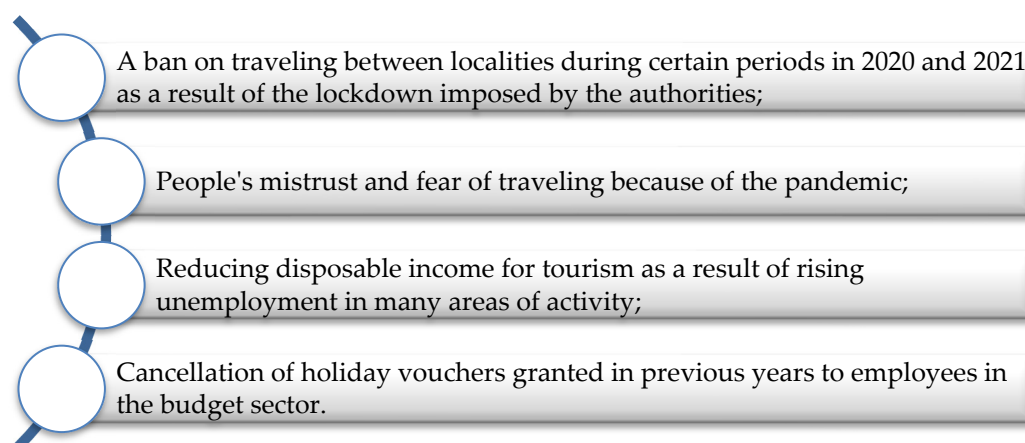 A ban on traveling between localities during certain periods in 2020 and 2021
as a result of the lockdown imposed by the authorities;
People's mistrust and fear of traveling because of the pandemic;
Reducing disposable income for tourism as a result of rising
unemployment in many areas of activity;
Cancellation of holiday vouchers granted in previous years to employees in
the budget sector.